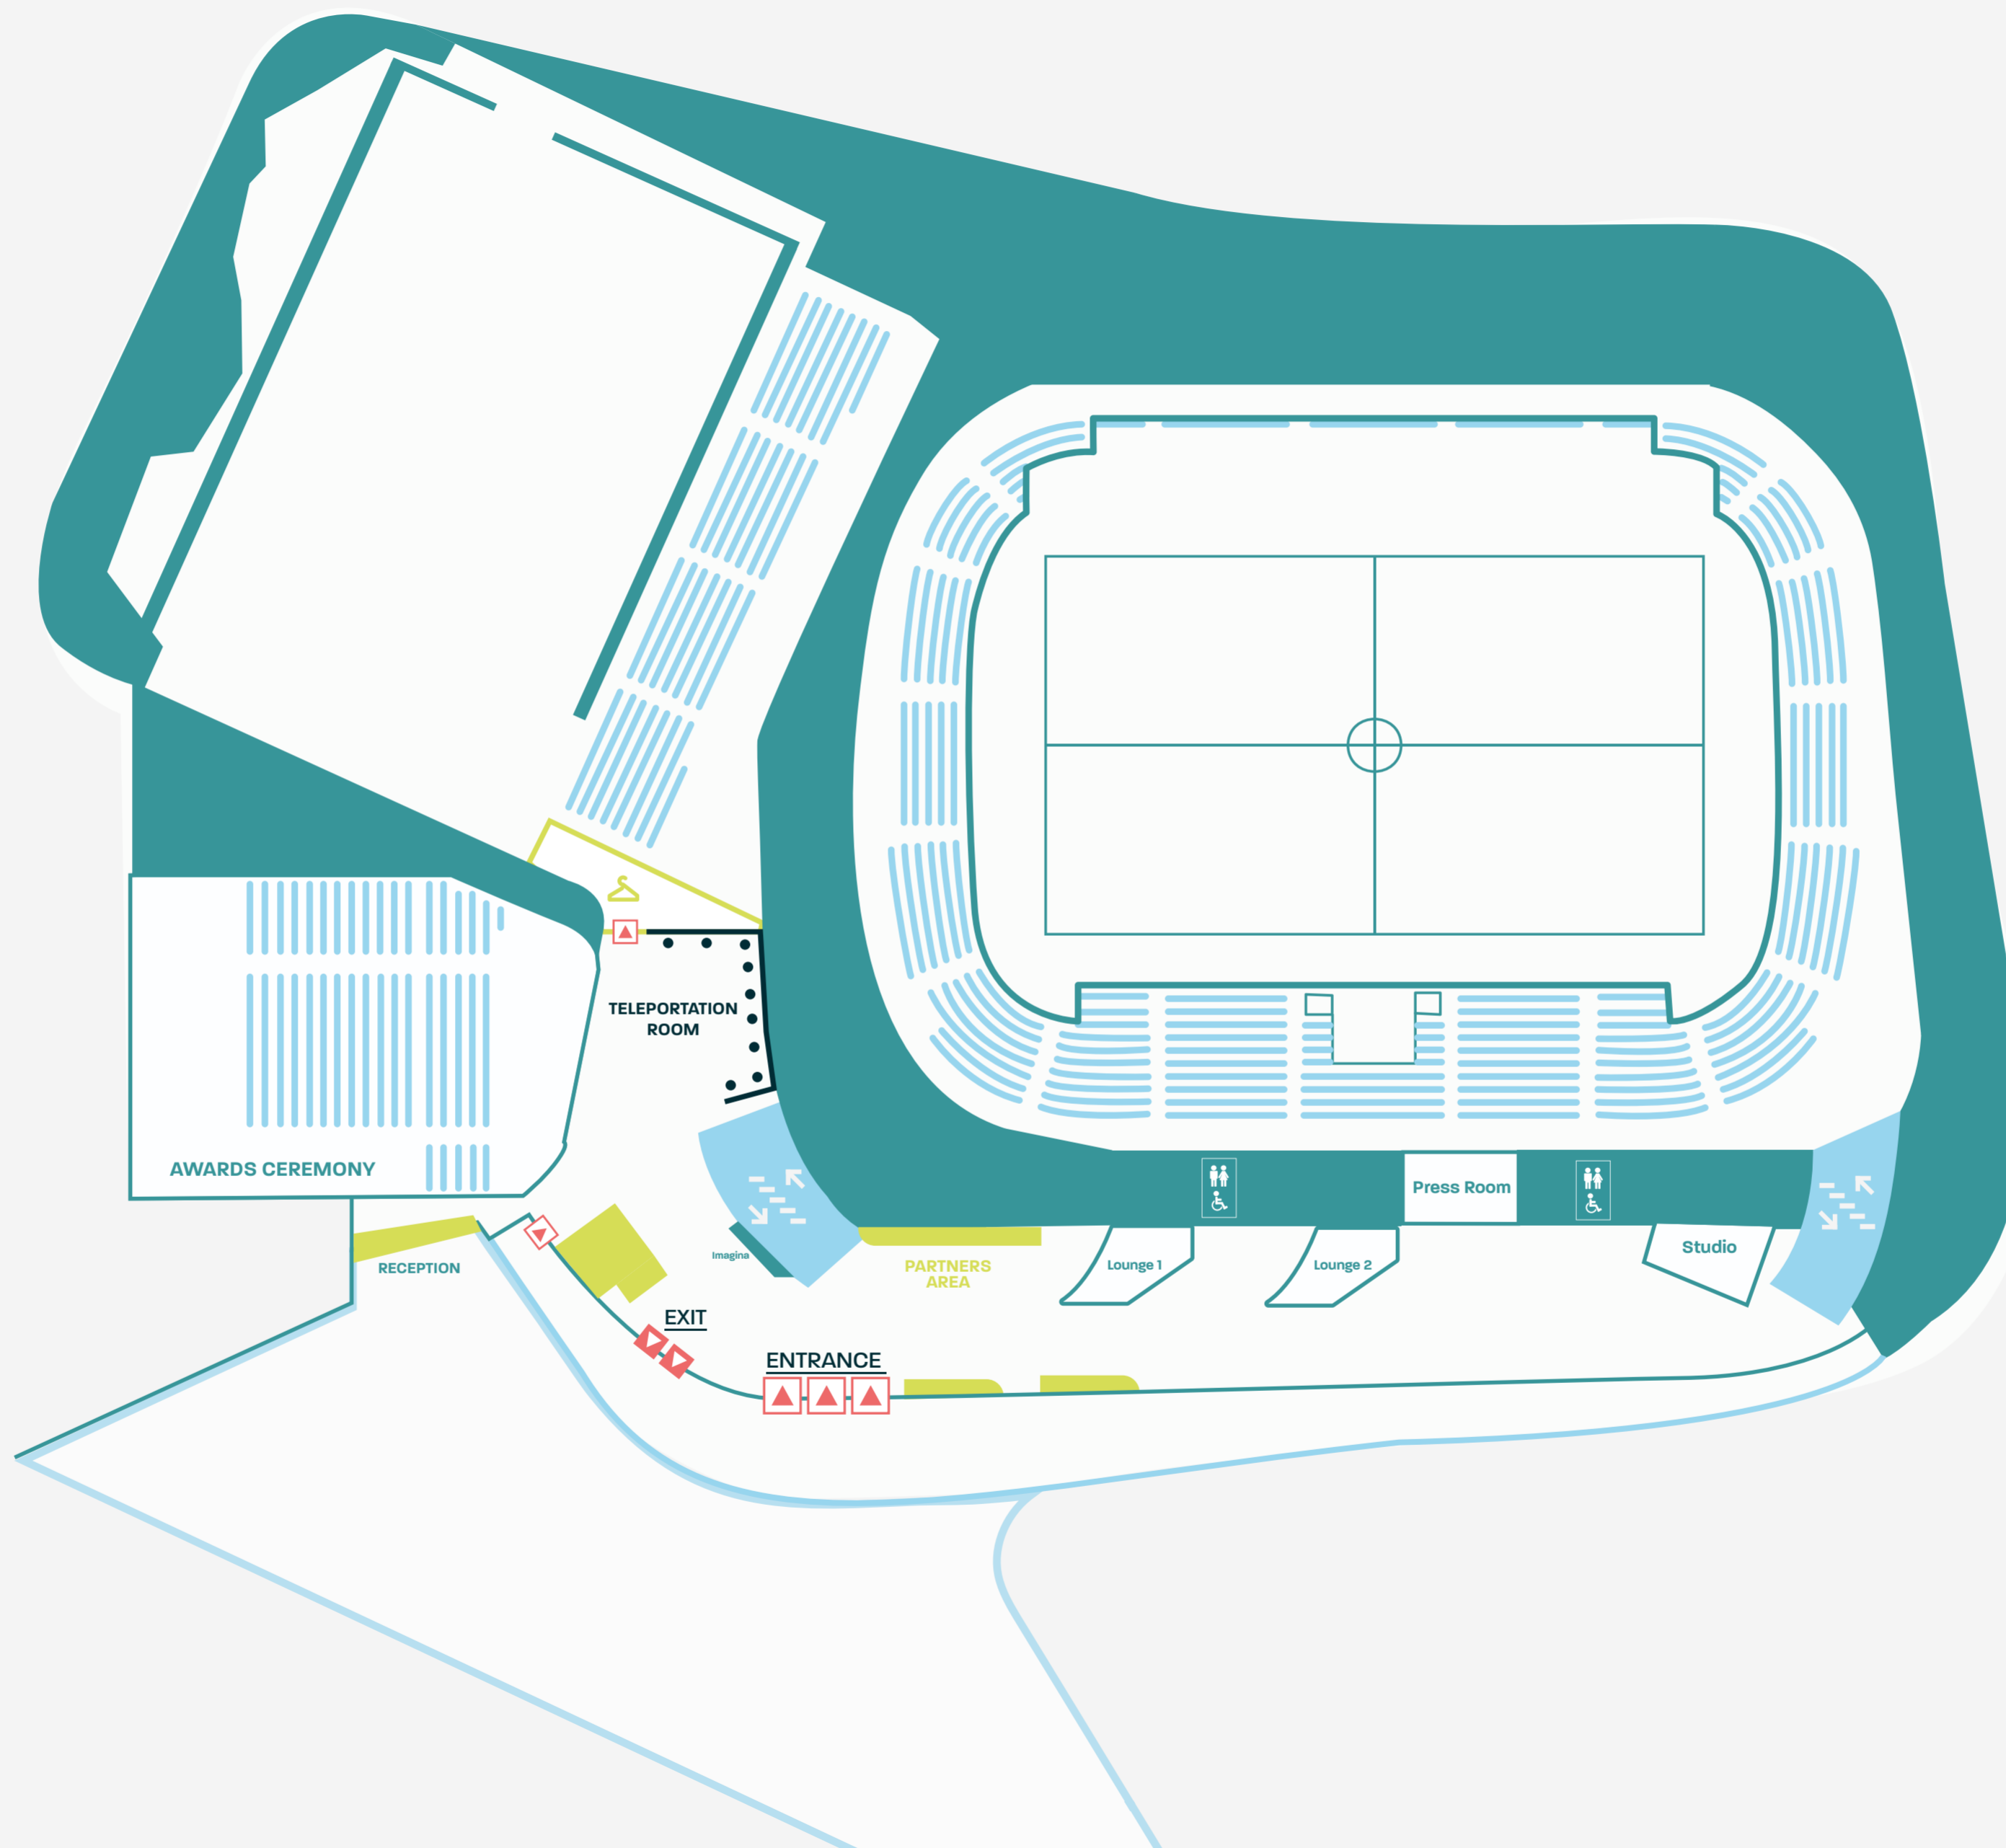 TELEPORTATION
ROOM
AWARDS CEREMONY
Press Room
Imagina
Studio
RECEPTION
PARTNERS
AREA
Lounge 1
Lounge 2
EXIT
ENTRANCE